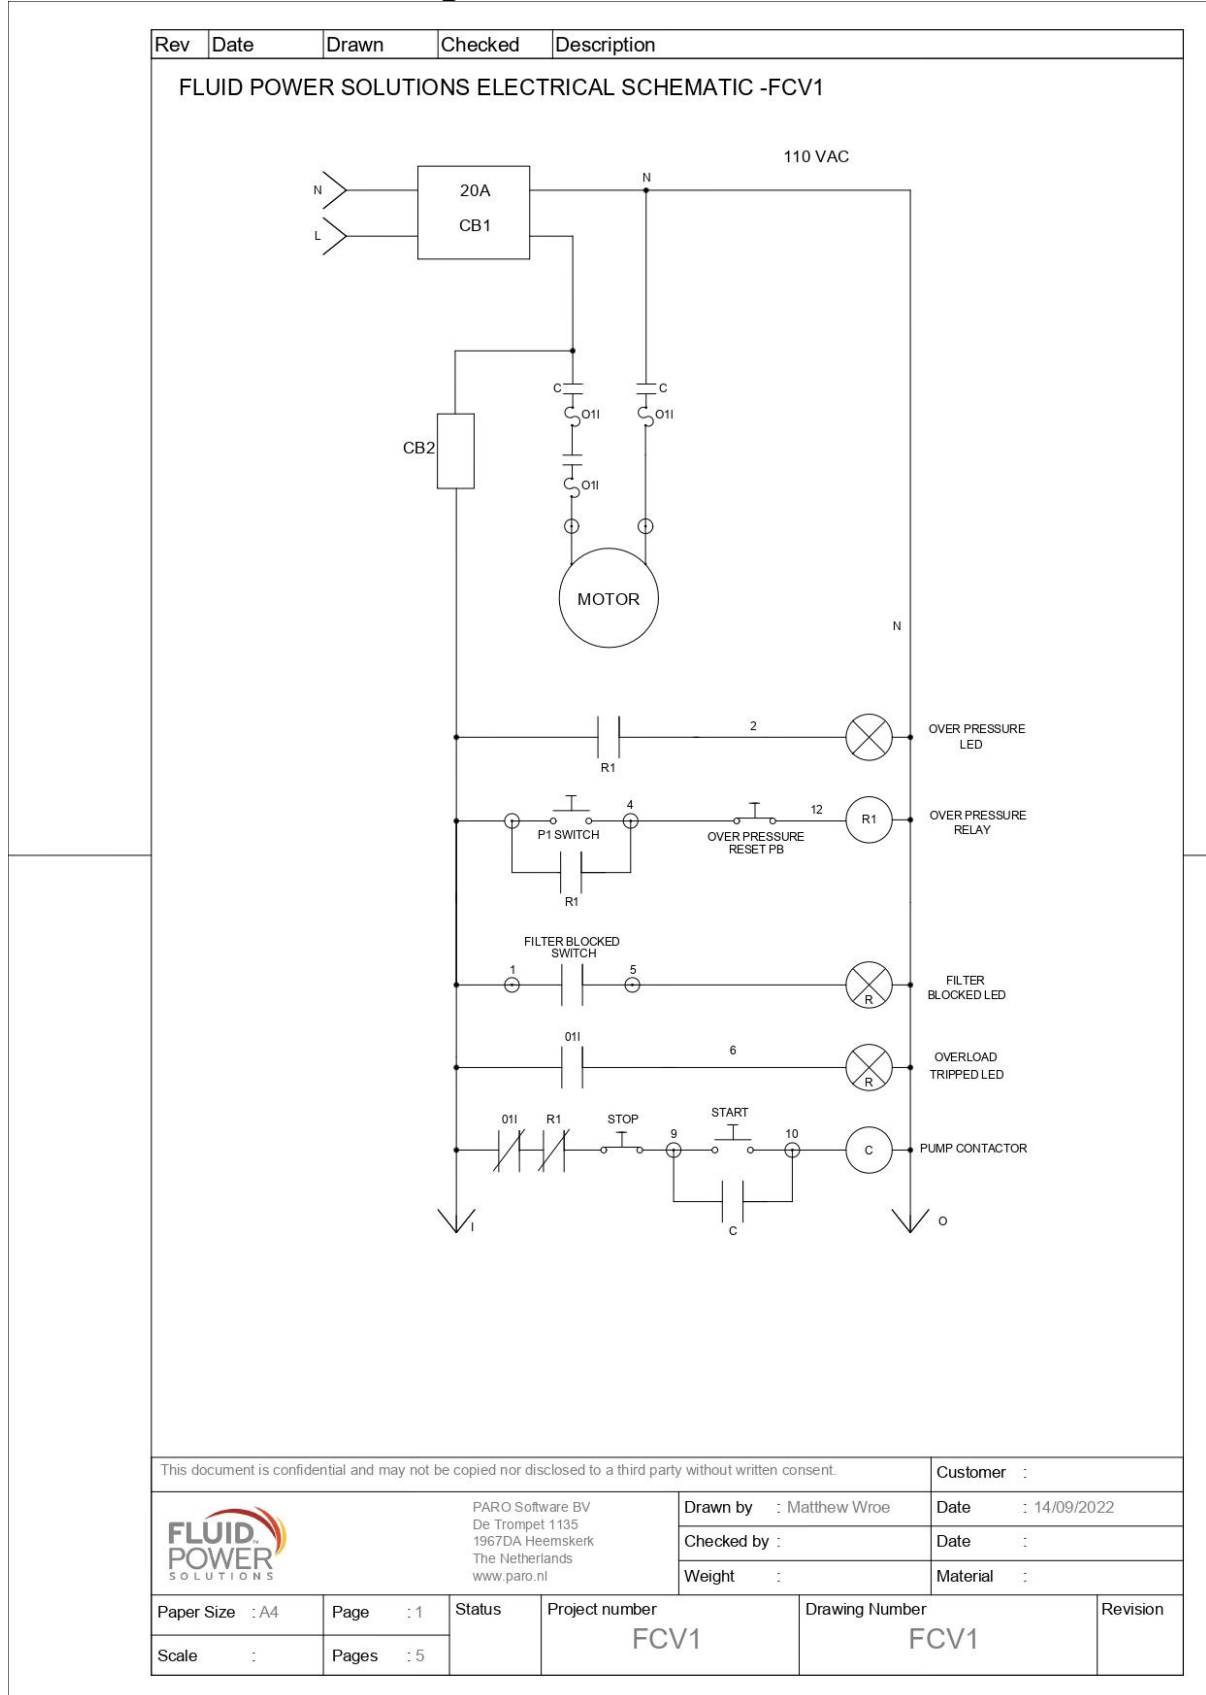 Rev Date Drawn Checked Description
FLUID POWER SOLUTIONS ELECTRICAL SCHEMATIC -FCV1
110 VAC
N
N
20A
L
CB1
C
C
O1I
O1I
CB2
O1I
MOTOR
N
2
OVER PRESSURE
LED
R1
4
12
P1 SWITCH
OVER PRESSURE
RESET PB
R1
OVER PRESSURE
RELAY
R1
FILTER BLOCKED
SWITCH
1
5
R
FILTER
BLOCKED LED
01I
6
R
OVERLOAD
TRIPPED LED
01I
R1
STOP
9
START
10
C
PUMP CONTACTOR
C
I
O
This document is confidential and may not be copied nor disclosed to a third party without written consent.
Customer :
FLUID
POWER
SOLUTIONS
TM
PARO Software BV
De Trompet 1135
1967DA Heemskerk
The Netherlands
www.paro.nl
Drawn by : Matthew Wroe
Date : 14/09/2022
Checked by :
Date :
Weight :
Material :
Paper Size : A4
Page : 1
Status
Project number
FCV1
Drawing Number
FCV1
Revision
Scale :
Pages : 5